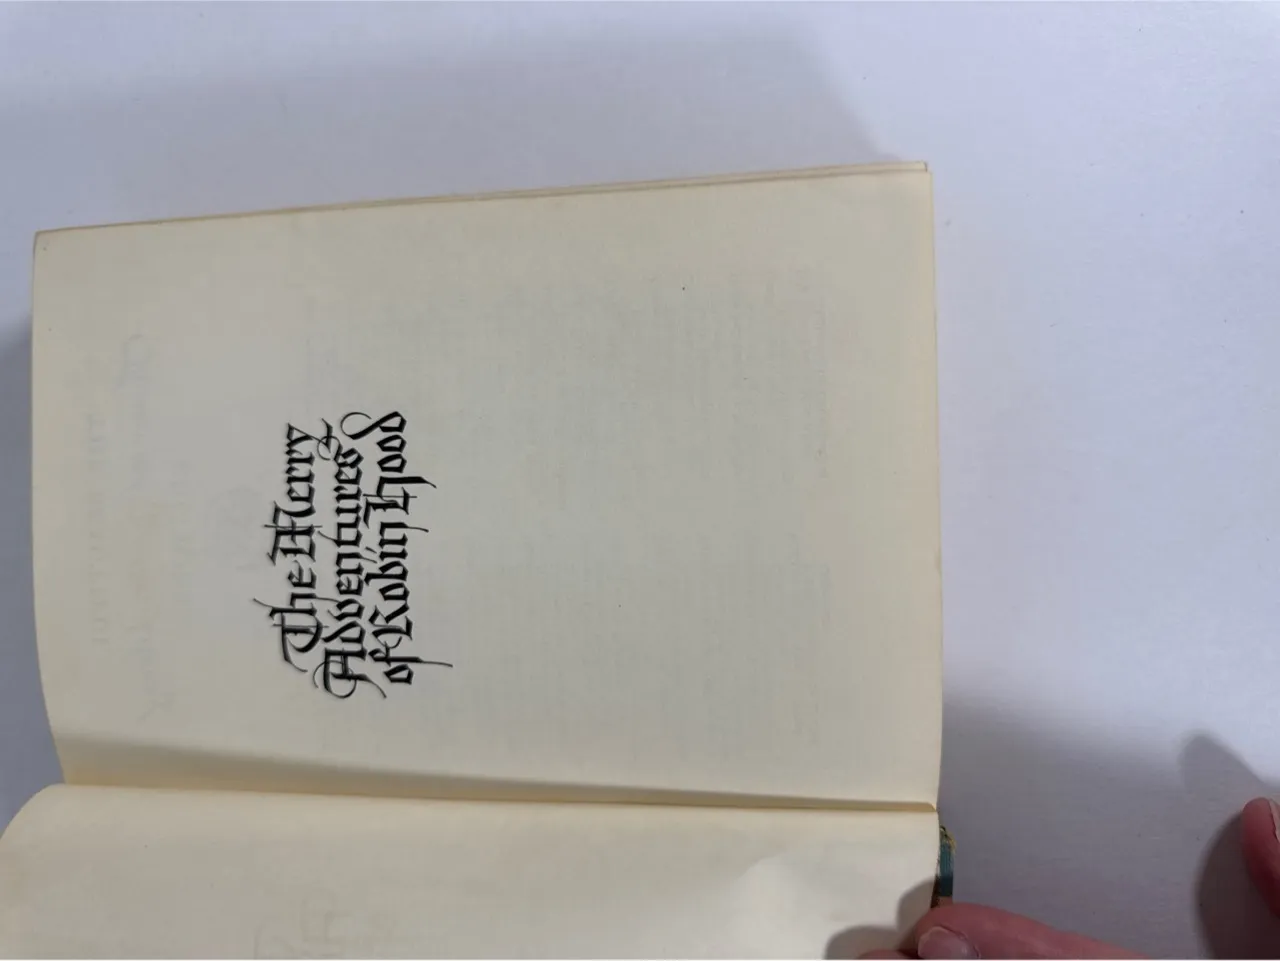 The Merry
Adventures
of Robin Hood